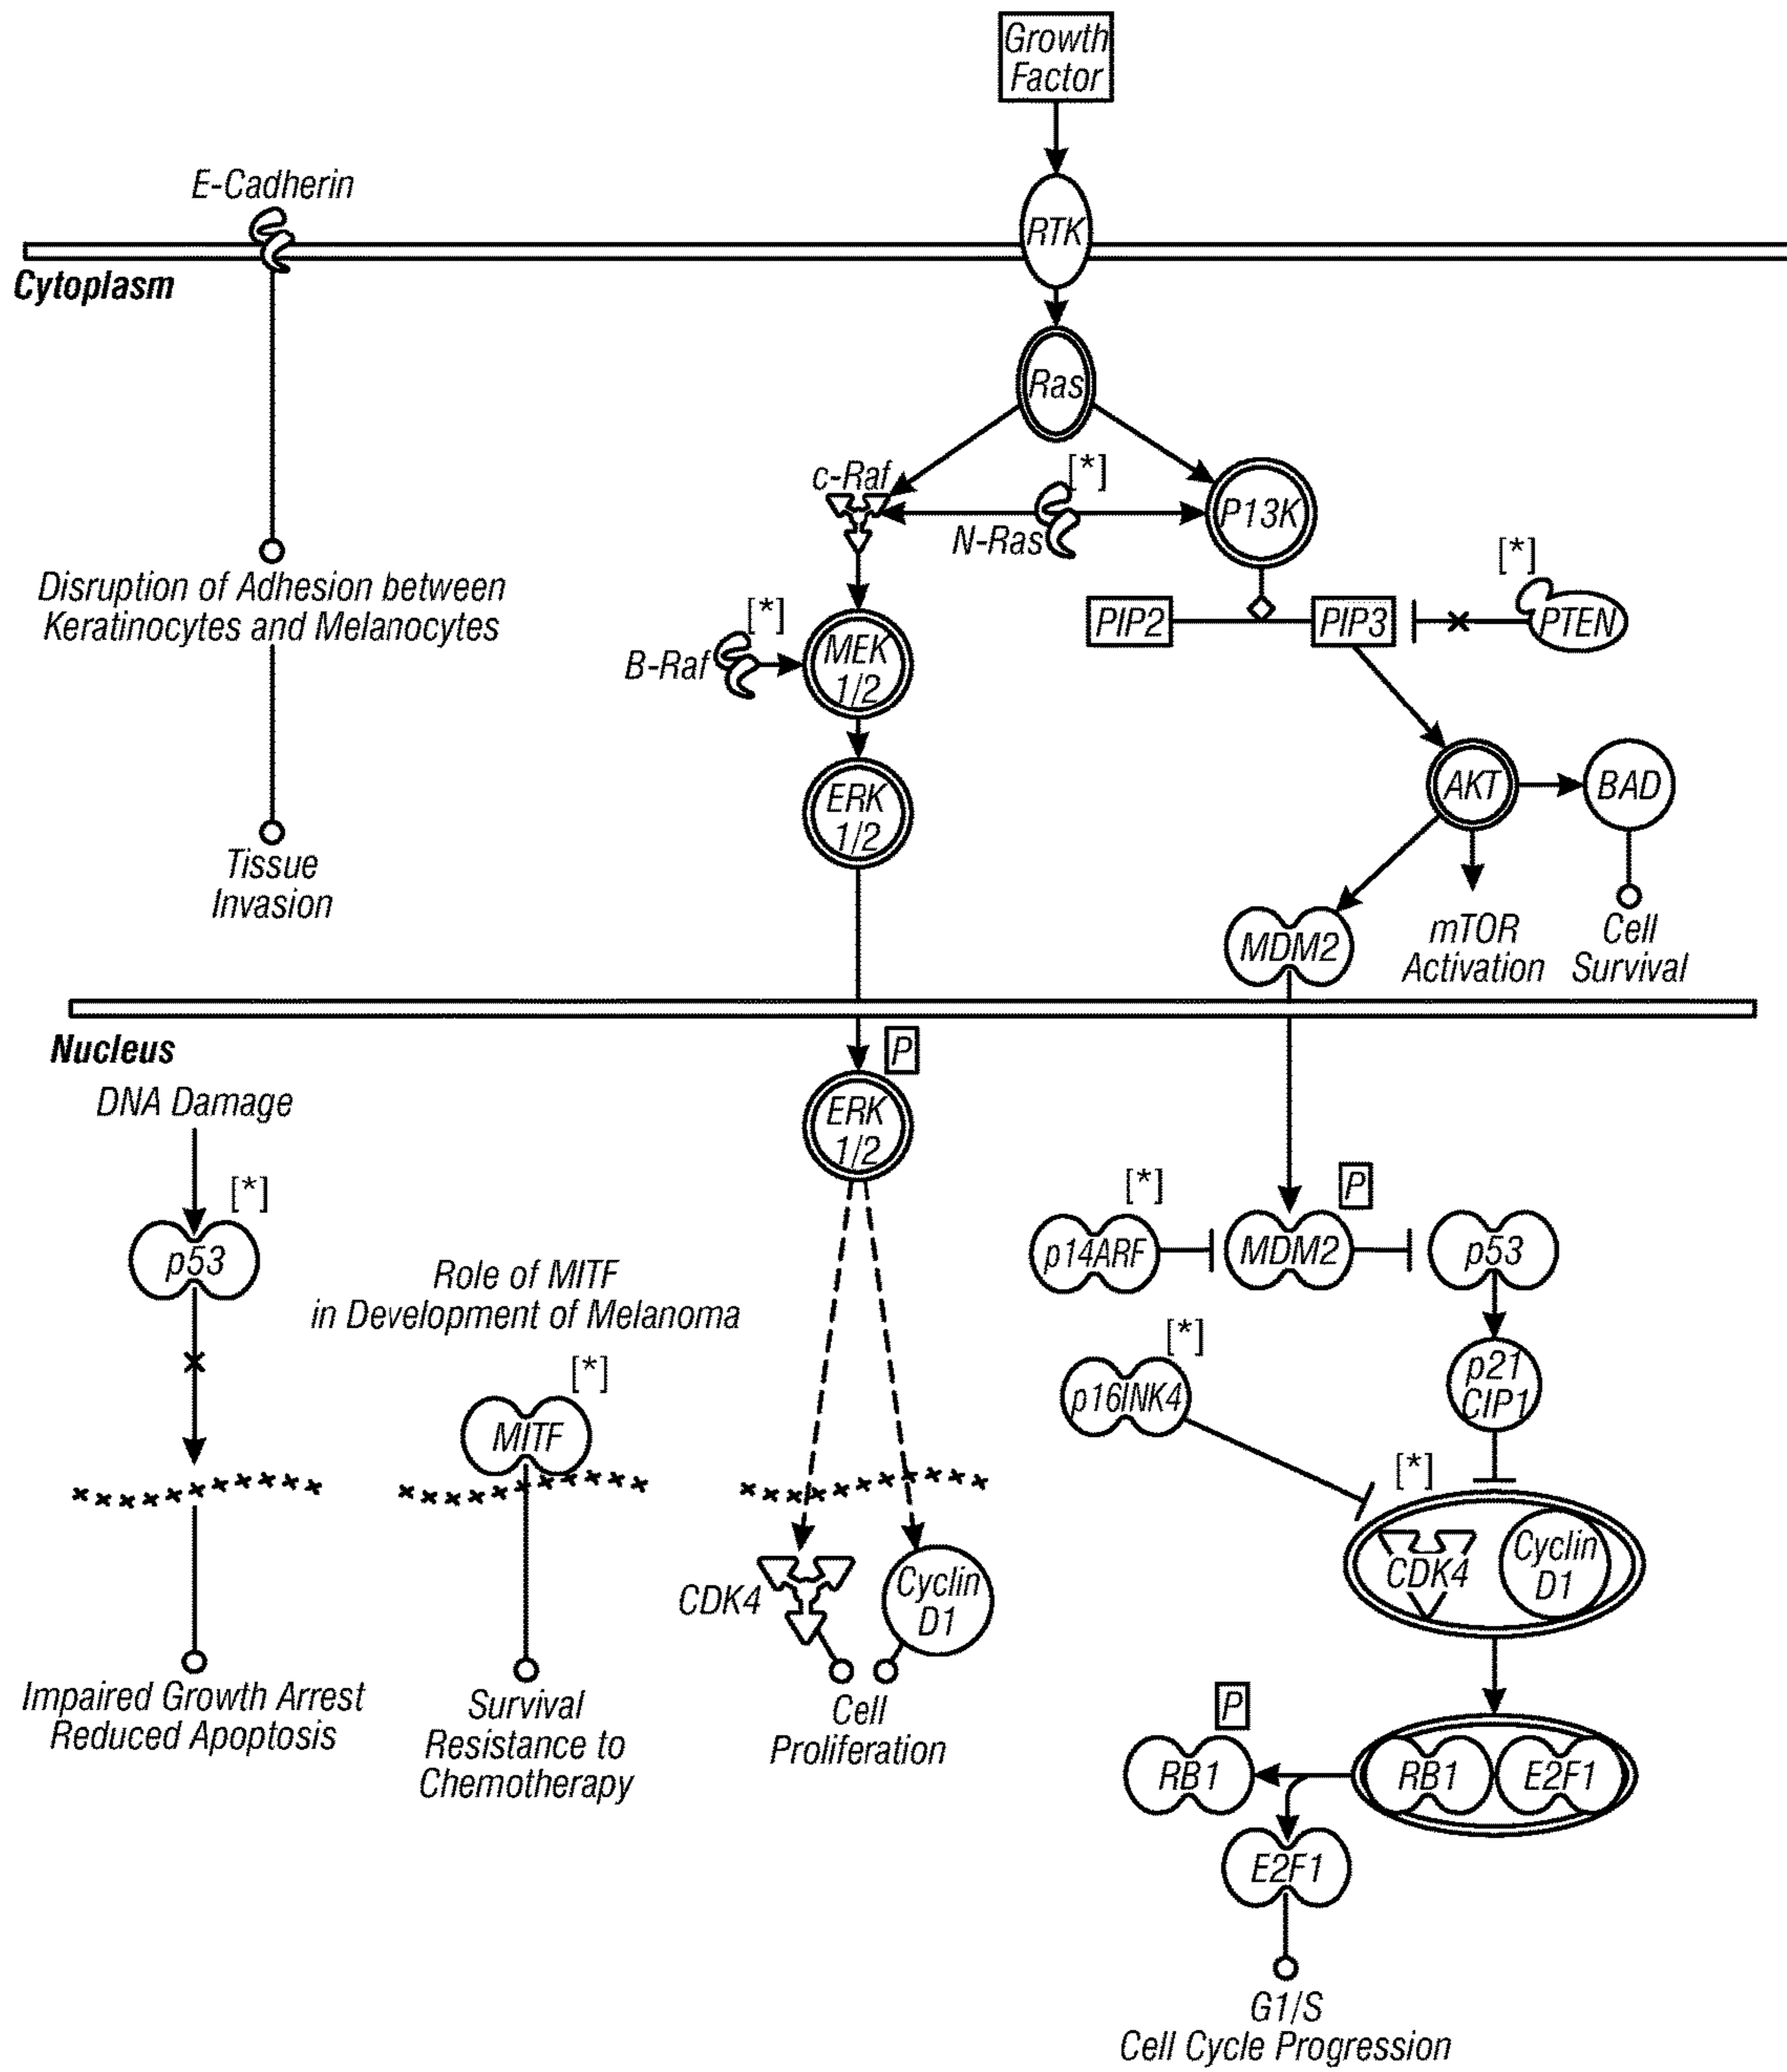 Growth
Factor
E-Cadherin
RTK
Cytoplasm
Ras
c-Raf
[*]
P13K
N-Ras
[*]
Disruption of Adhesion between
Keratinocytes and Melanocytes
[*]
PIP2
PIP3
PTEN
B-Raf
MEK
1/2
AKT
BAD
ERK
1/2
Tissue
Invasion
MDM2
mTOR
Activation
Cell
Survival
Nucleus
P
DNA Damage
ERK
1/2
[*]
[*]
P
p53
p14ARF
MDM2
p53
Role of MITF
in Development of Melanoma
[*]
[*]
p16INK4
p21
CIP1
MITF
[*]
CDK4
Cyclin
D1
CDK4
Cyclin
D1
Impaired Growth Arrest
Reduced Apoptosis
Survival
Resistance to
Chemotherapy
Cell
Proliferation
P
RB1
RB1
E2F1
E2F1
G1/S
Cell Cycle Progression